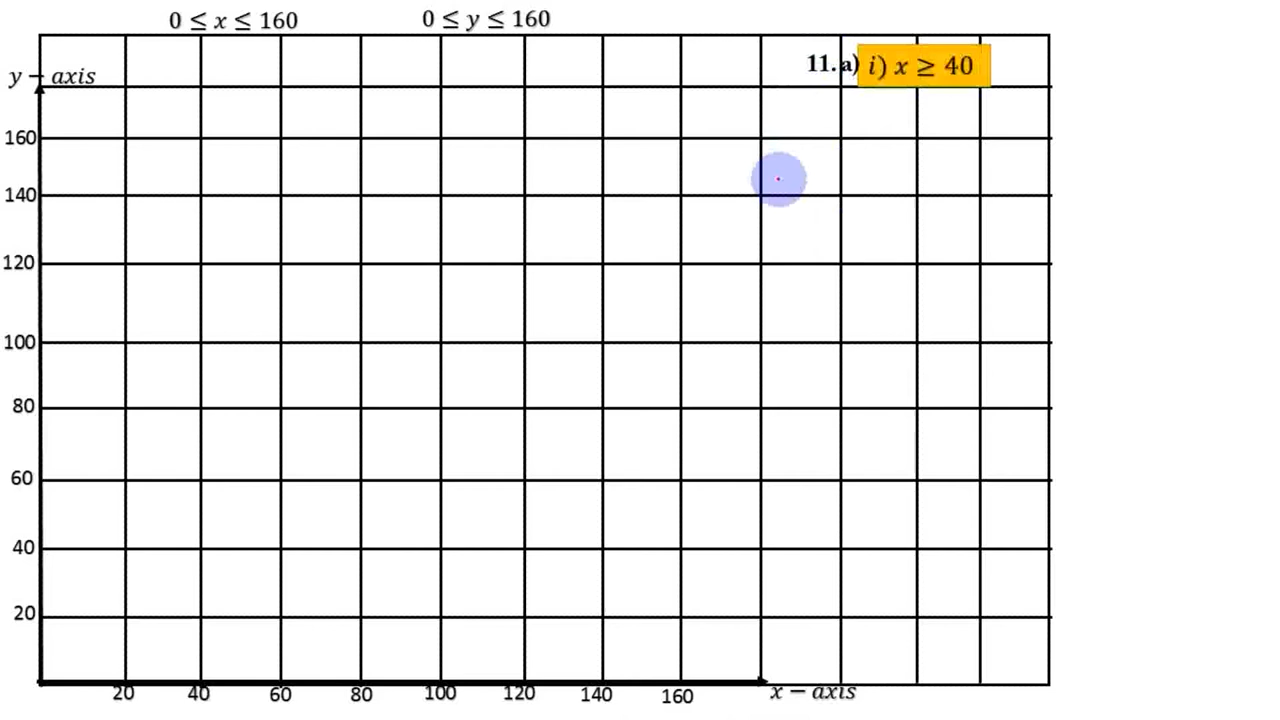 0 ≤ x ≤ 160 0 ≤ y ≤ 160
11. a) i) x ≥ 40
y − axis
160
140
120
100
80
60
40
20
20 40 60 80 100 120 140 160 x − axis